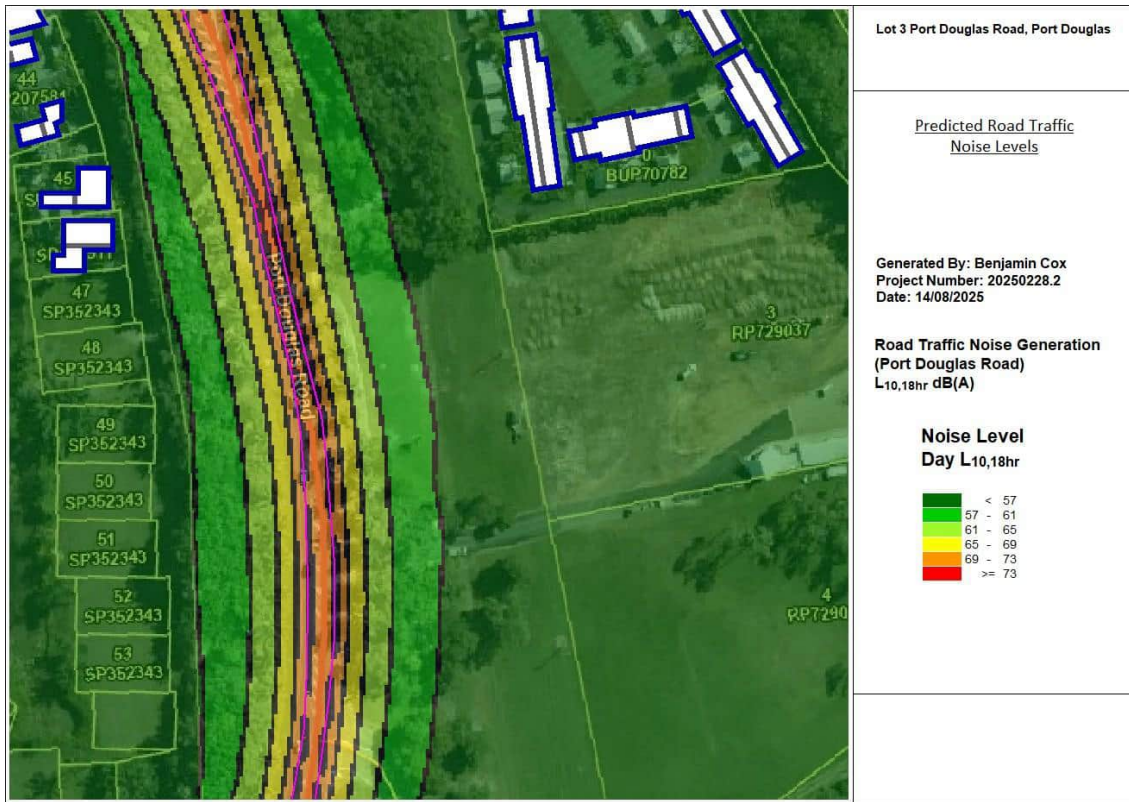 Lot 3 Port Douglas Road, Port Douglas
Predicted Road Traffic
Noise Levels
Generated By: Benjamin Cox
Project Number: 20250228.2
Date: 14/08/2025
Road Traffic Noise Generation
(Port Douglas Road)
L10,18hr dB(A)
Noise Level
Day L10,18hr
< 57
57 - 61
61 - 65
65 - 69
69 - 73
>= 73
44
45
47
SP352343
48
SP352343
49
SP352343
50
SP352343
51
SP352343
52
SP352343
53
SP352343
Port Douglas Road
0
BUP70782
3
RP729037
4
RP7290